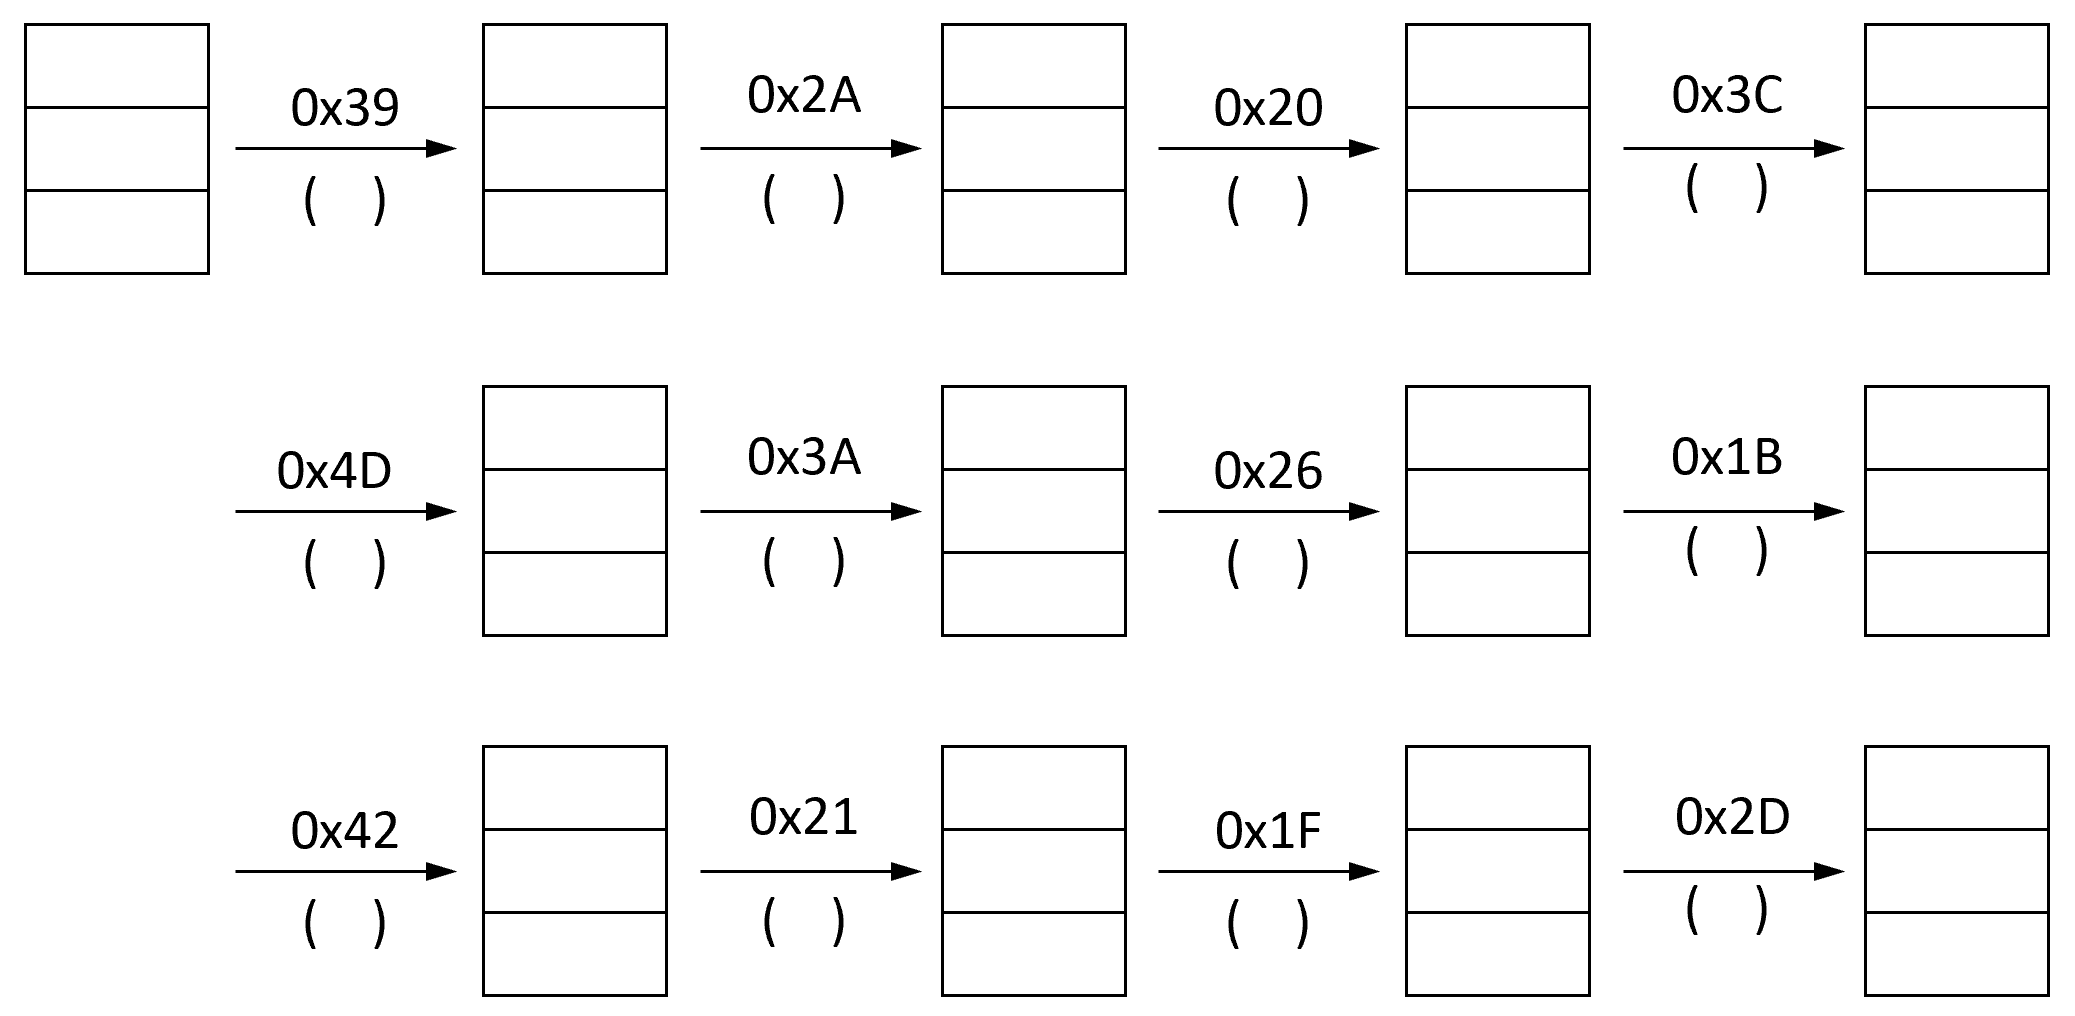 0x39 0x2A 0x20 0x3C
( ) ( ) ( ) ( )
0x4D 0x3A 0x26 0x1B
( ) ( ) ( ) ( )
0x42 0x21 0x1F 0x2D
( ) ( ) ( ) ( )